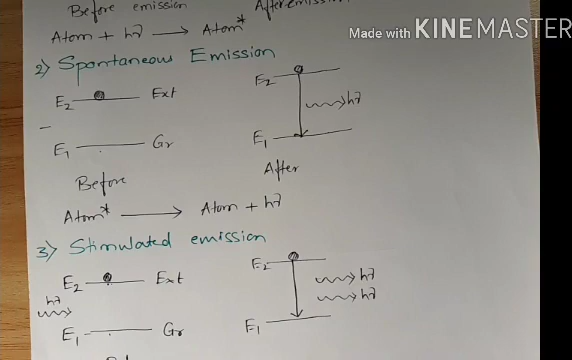 Before emission
After emission
Atom + hν → Atom*
Made with KINEMASTER
2) Spontaneous Emission
E2 Ext
E2
hν
E1 Gr
E1
Before
After
Atom* → Atom + hν
3) Stimulated emission
E2 Ext
E2
hν
hν
hν
E1 Gr
E1